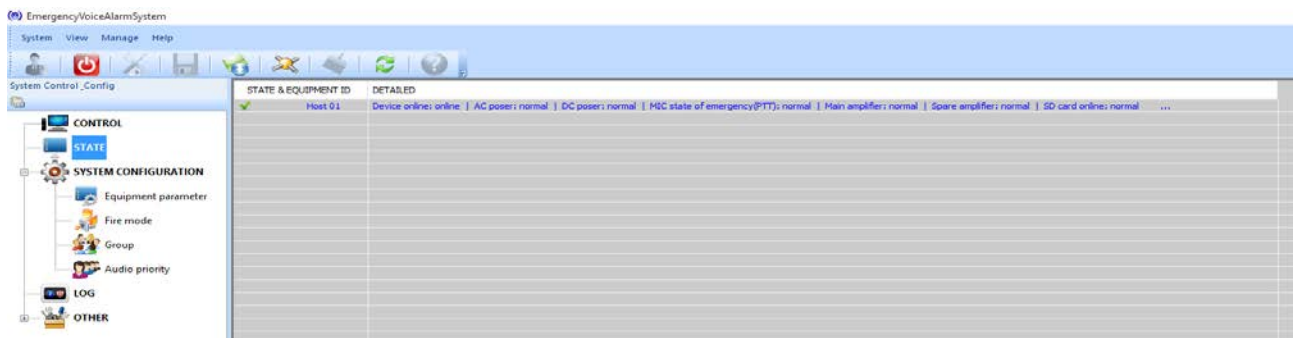 EmergencyVoiceAlarmSystem
System View Manage Help
System Control_Config
STATE & EQUIPMENT ID DETAILED
Host 01 Device online: online | AC poser: normal | DC poser: normal | MIC state of emergency(PTT): normal | Main amplifier: normal | Spare amplifier: normal | SD card online: normal ...
CONTROL
STATE
SYSTEM CONFIGURATION
Equipment parameter
Fire mode
Group
Audio priority
LOG
OTHER